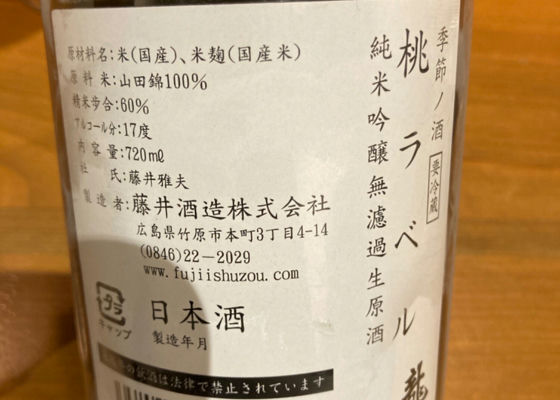 季節ノ酒 要冷蔵
桃ラベル 龍
純米吟醸無濾過生原酒
原材料名:米(国産)、米麹(国産米)
原料米:山田錦100%
精米歩合:60%
アルコール分:17度
内容量:720ml
社氏:藤井雅夫
製造者:藤井酒造株式会社
広島県竹原市本町3丁目4-14
(0846)22-2029
www.fujiishuzou.com
キャップ
日本酒
製造年月
の飲酒は法律で禁止されています